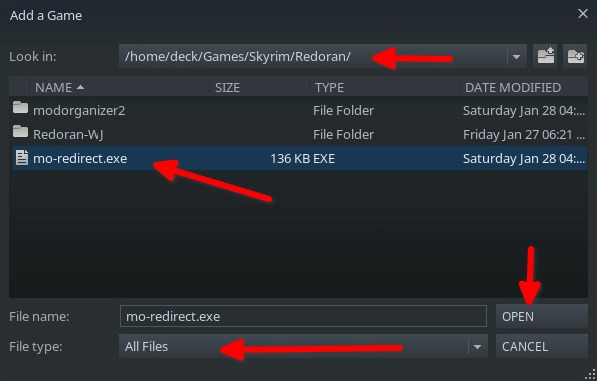 Add a Game
Look in: /home/deck/Games/Skyrim/Redoran/
NAME SIZE TYPE DATE MODIFIED
modorganizer2 File Folder Saturday Jan 28 04:...
Redoran-WJ File Folder Friday Jan 27 06:21 ...
mo-redirect.exe 136 KB EXE Saturday Jan 28 04:...
File name: mo-redirect.exe OPEN
File type: All Files CANCEL